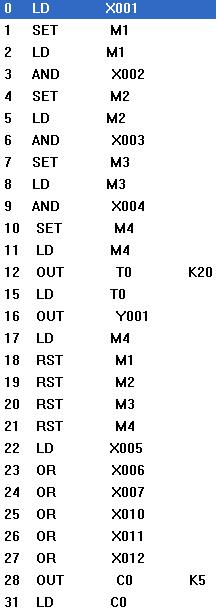 0 LD X001
1 SET M1
2 LD M1
3 AND X002
4 SET M2
5 LD M2
6 AND X003
7 SET M3
8 LD M3
9 AND X004
10 SET M4
11 LD M4
12 OUT T0 K20
15 LD T0
16 OUT Y001
17 LD M4
18 RST M1
19 RST M2
20 RST M3
21 RST M4
22 LD X005
23 OR X006
24 OR X007
25 OR X010
26 OR X011
27 OR X012
28 OUT C0 K5
31 LD C0